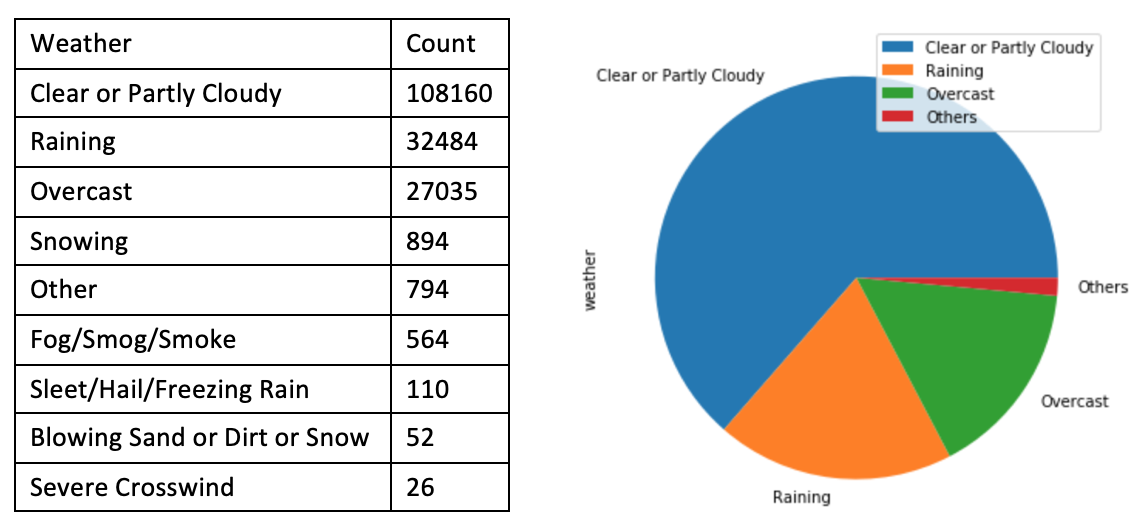 Weather Count
Clear or Partly Cloudy 108160
Raining 32484
Overcast 27035
Snowing 894
Other 794
Fog/Smog/Smoke 564
Sleet/Hail/Freezing Rain 110
Blowing Sand or Dirt or Snow 52
Severe Crosswind 26
Clear or Partly Cloudy
Raining
Overcast
Others
Clear or Partly Cloudy
weather
Others
Overcast
Raining